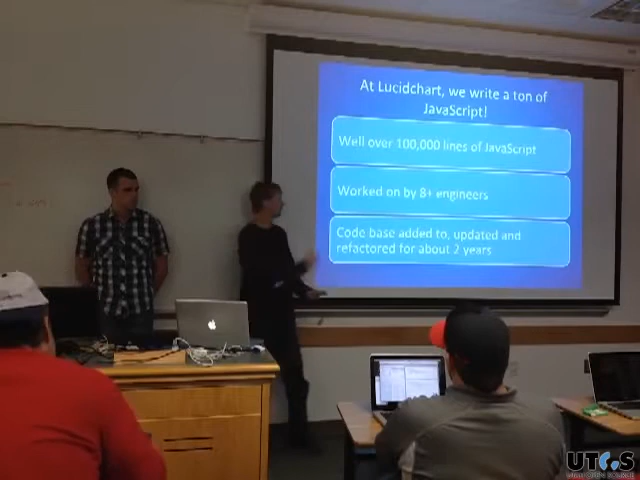 At Lucidchart, we write a ton of
JavaScript!
Well over 100,000 lines of JavaScript
Worked on by 8+ engineers
Code base added to, updated and
refactored for about 2 years
UTOS